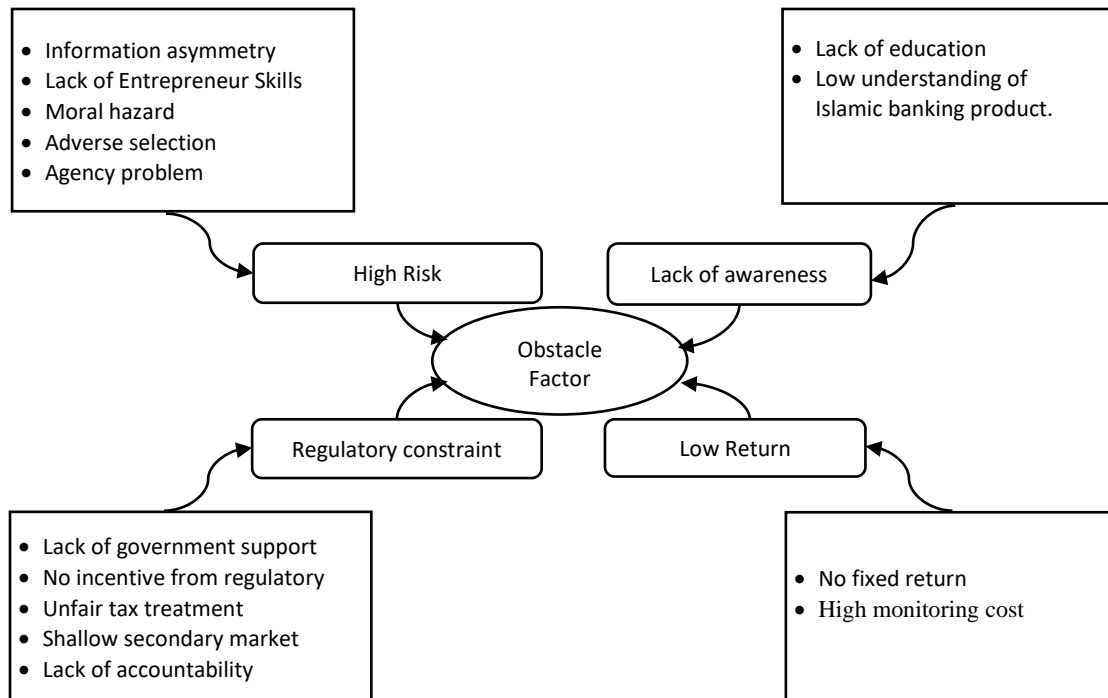 • Information asymmetry
• Lack of Entrepreneur Skills
• Moral hazard
• Adverse selection
• Agency problem
• Lack of education
• Low understanding of
Islamic banking product.
High Risk
Lack of awareness
Obstacle
Factor
Regulatory constraint
Low Return
• Lack of government support
• No incentive from regulatory
• Unfair tax treatment
• Shallow secondary market
• Lack of accountability
• No fixed return
• High monitoring cost